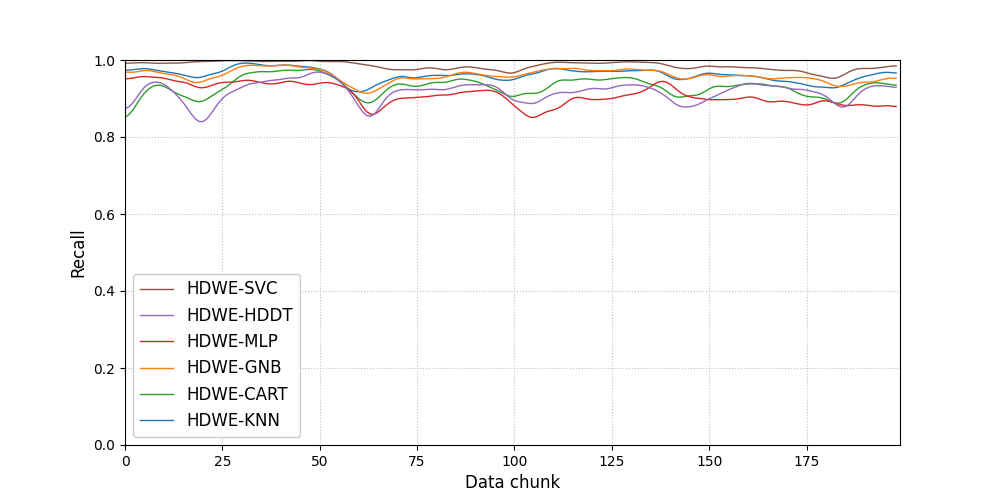 1.0
0.8
0.6
0.4
0.2
0.0
Recall
HDWE-SVC
HDWE-HDDT
HDWE-MLP
HDWE-GNB
HDWE-CART
HDWE-KNN
0 25 50 75 100 125 150 175
Data chunk